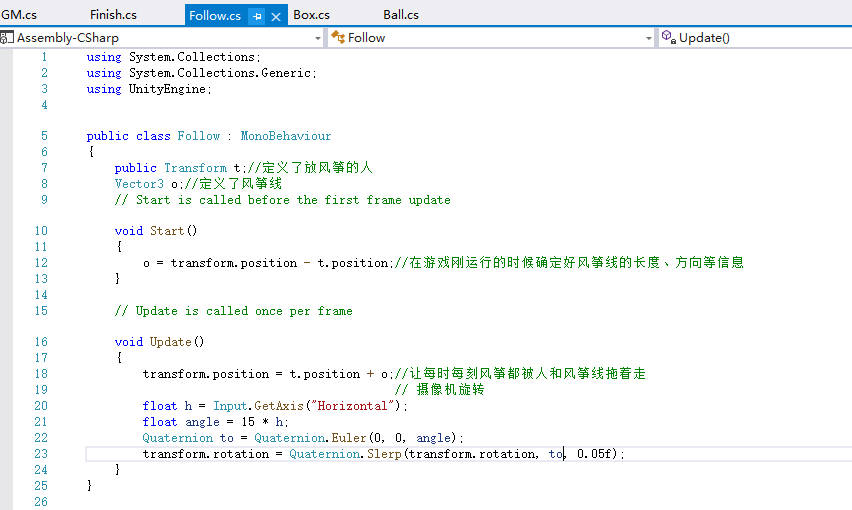 GM.cs Finish.cs Follow.cs Box.cs Ball.cs
Assembly-CSharp Follow Update()
1 using System.Collections;
2 using System.Collections.Generic;
3 using UnityEngine;
4
5 public class Follow : MonoBehaviour
6 {
7 public Transform t;//定义了放风筝的人
8 Vector3 o;//定义了风筝线
9 // Start is called before the first frame update
10 void Start()
11 {
12 o = transform.position - t.position;//在游戏刚运行的时候确定好风筝线的长度、方向等信息
13 }
14
15 // Update is called once per frame
16 void Update()
17 {
18 transform.position = t.position + o;//让每时每刻风筝都被人和风筝线拖着走
19 // 摄像机旋转
20 float h = Input.GetAxis("Horizontal");
21 float angle = 15 * h;
22 Quaternion to = Quaternion.Euler(0, 0, angle);
23 transform.rotation = Quaternion.Slerp(transform.rotation, to, 0.05f);
24 }
25 }
26